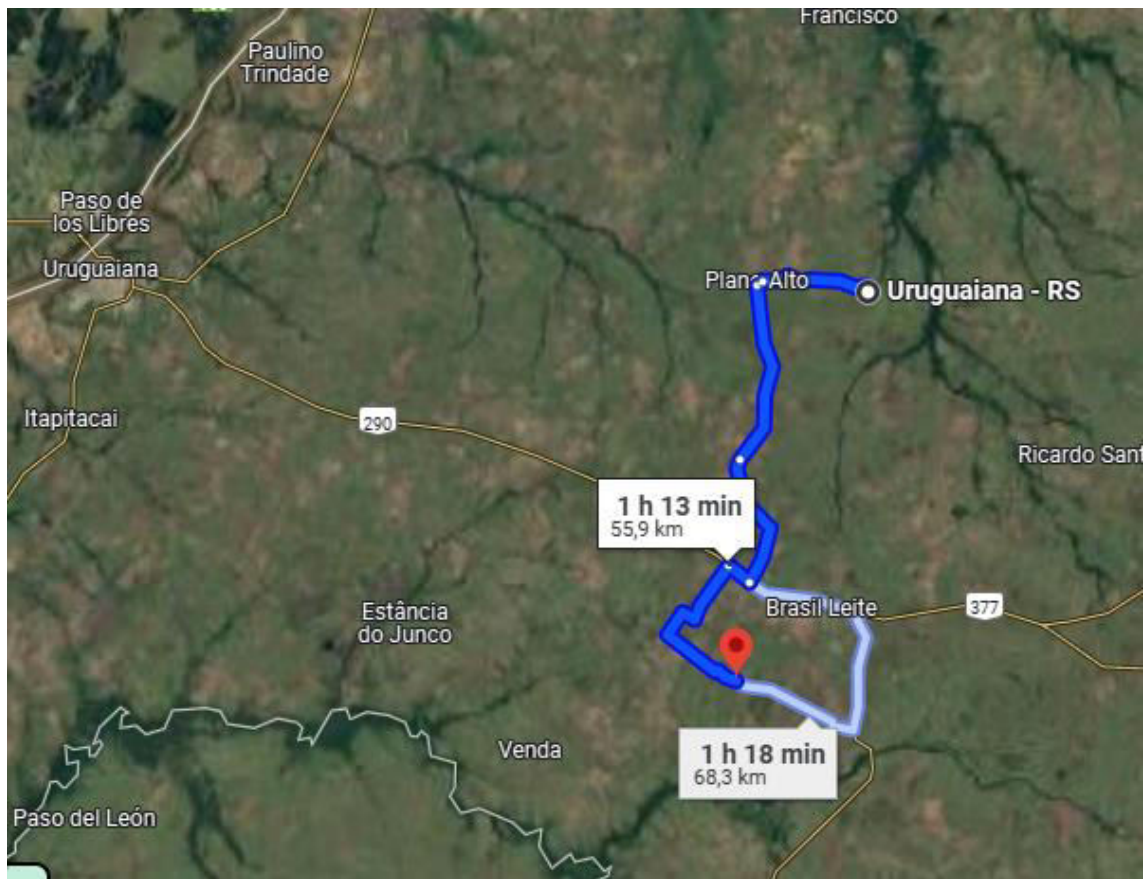 Francisco
Paulino
Trindade
Paso de
los Libres
Uruguaiana
Plano Alto
Uruguaiana - RS
Itapitacai
290
Ricardo Sant
1 h 13 min
55,9 km
Estância
do Junco
Brasil Leite
377
Venda
1 h 18 min
68,3 km
Paso del León